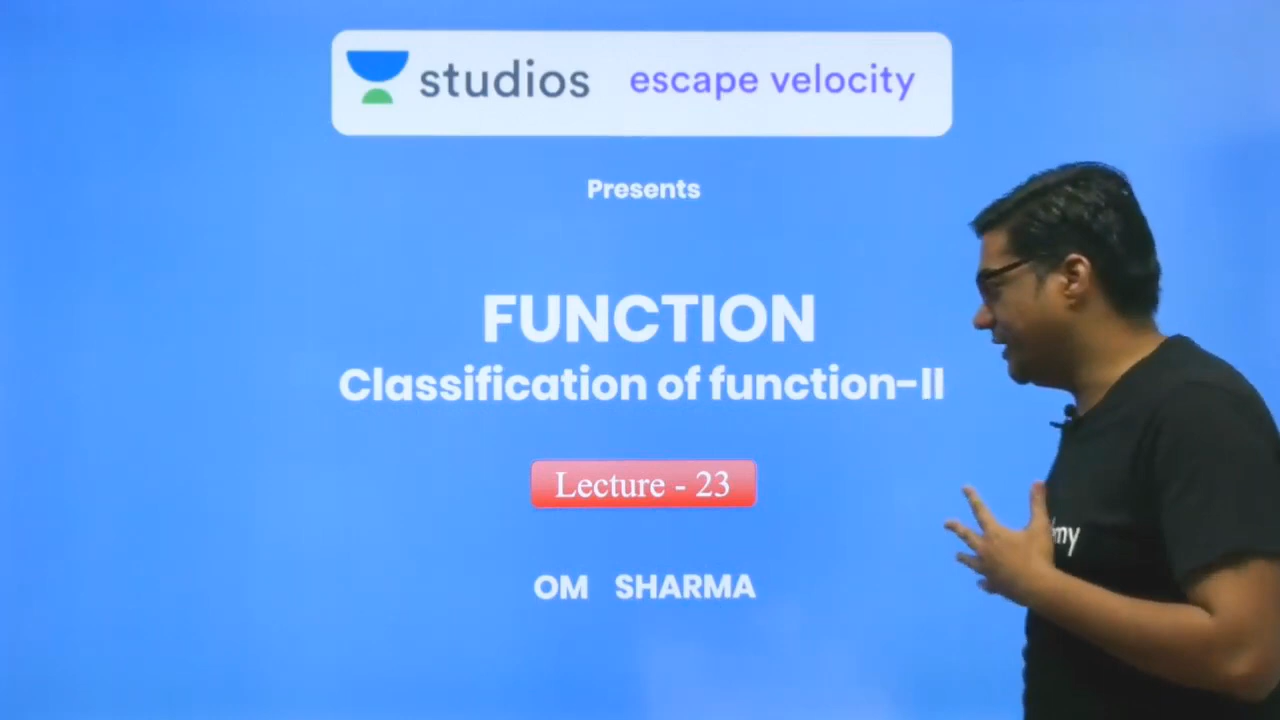 studios escape velocity
Presents
FUNCTION
Classification of function-II
Lecture - 23
OM SHARMA